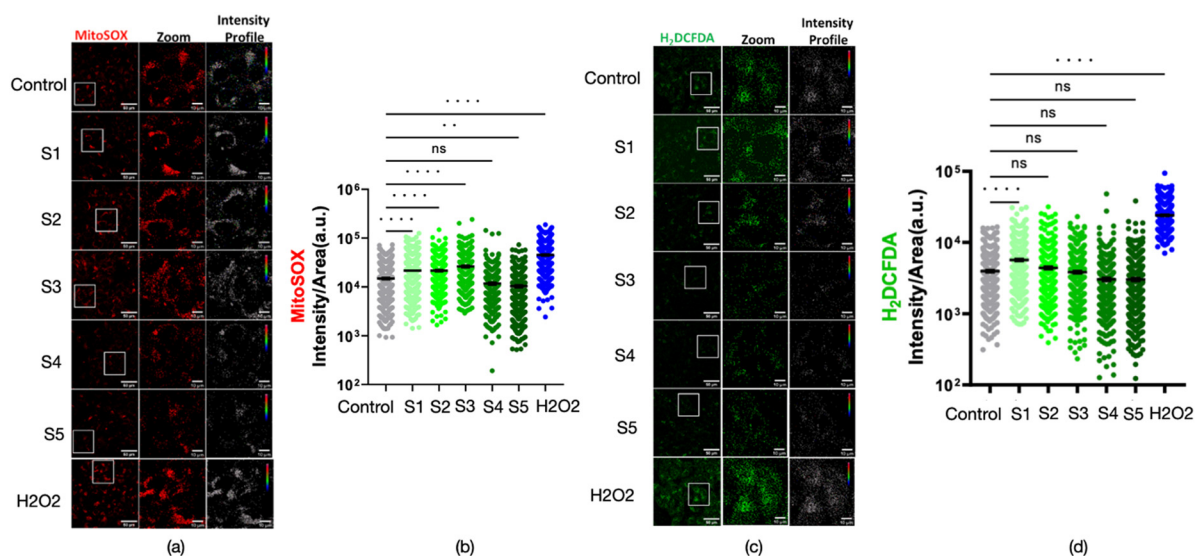 MitoSOX Zoom Intensity Profile
Control
S1
S2
S3
S4
S5
H2O2
(a)
• • • •
• •
ns
• • • •
• • • •
• • • •
MitoSOX
Intensity/Area(a.u.)
10⁶
10⁵
10⁴
10³
10²
Control S1 S2 S3 S4 S5 H2O2
(b)
H₂DCFDA Zoom Intensity Profile
Control
S1
S2
S3
S4
S5
H2O2
(c)
• • • •
ns
ns
ns
ns
• • • •
H₂DCFDA
Intensity/Area(a.u.)
10⁵
10⁴
10³
10²
Control S1 S2 S3 S4 S5 H2O2
(d)